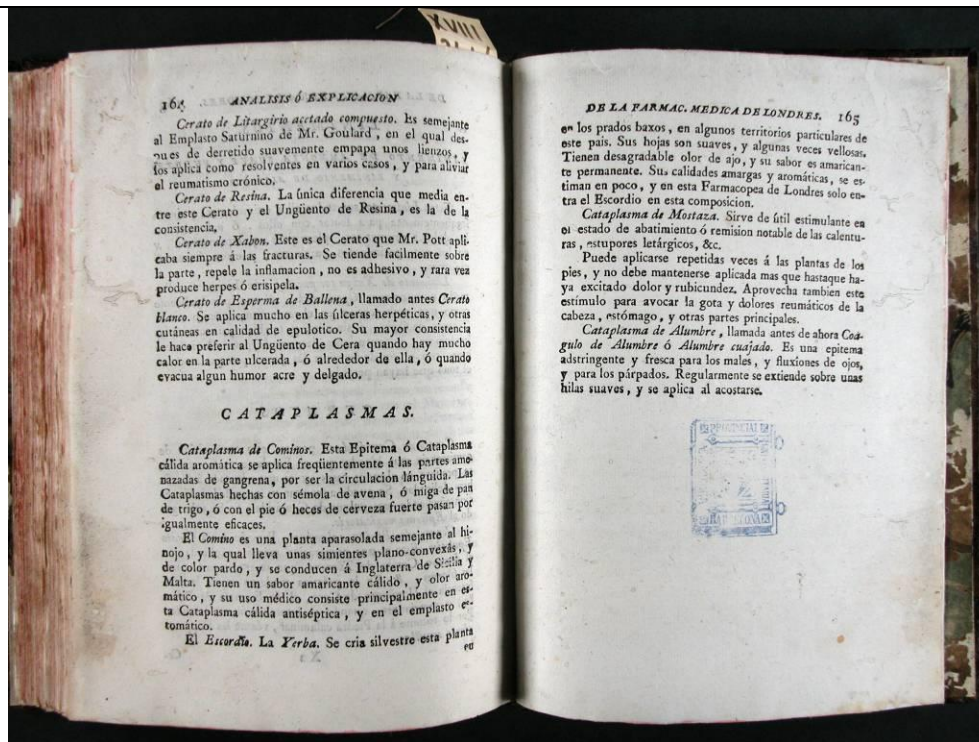 XVIII
164 ANALISIS Ó EXPLICACION
Cerato de Litargirio acetado compuesto. Es semejante
al Emplasto Saturnino de Mr. Goulard, en el qual des-
pues de derretido suavemente empapa unos lienzos, y
los aplica como resolventes en varios casos, y para aliviar
el reumatismo crónico.
Cerato de Resina. La única diferencia que media en-
tre este Cerato y el Ungüento de Resina, es la de la
consistencia.
Cerato de Xabon. Este es el Cerato que Mr. Pott apli-
caba siempre á las fracturas. Se tiende facilmente sobre
la parte, repele la inflamacion, no es adhesivo, y rara vez
produce herpes ó erisipela.
Cerato de Esperma de Ballena, llamado antes Cerato
blanco. Se aplica mucho en las úlceras herpéticas, y otras
cutáneas en calidad de epulotico. Su mayor consistencia
le hace preferir al Ungüento de Cera quando hay mucho
calor en la parte ulcerada, ó alrededor de ella, ó quando
evacua algun humor acre y delgado.
CATAPLASMAS.
Cataplasma de Cominos. Esta Epitema ó Cataplasma
cálida aromática se aplica freqüentemente á las partes ame-
nazadas de gangrena, por ser la circulacion lánguida. Las
Cataplasmas hechas con sémola de avena, ó miga de pan
de trigo, ó con el pie ó heces de cerveza fuerte pasan por
igualmente eficaces.
El Comino es una planta aparasolada semejante al hi-
nojo, y la qual lleva unas simientes plano-convexás, y
de color pardo, y se conducen á Inglaterra de Sicilia y
Malta. Tienen un sabor amaricante cálido, y olor aro-
mático, y su uso médico consiste principalmente en es-
ta Cataplasma cálida antiséptica, y en el emplasto es-
tomático.
El Escordio. La Yerba. Se cria silvestre esta planta
en
DE LA FARMAC. MEDICA DE LONDRES. 165
en los prados baxos, en algunos territorios particulares de
este pais. Sus hojas son suaves, y algunas veces vellosas.
Tienen desagradable olor de ajo, y su sabor es amarican-
te permanente. Sus calidades amargas y aromáticas, se es-
timan en poco, y en esta Farmacopea de Londres solo en-
tra el Escordio en esta composicion.
Cataplasma de Mostaza. Sirve de útil estimulante en
el estado de abatimiento ó remision notable de las calentu-
ras, estupores letárgicos, &c.
Puede aplicarse repetidas veces á las plantas de los
pies, y no debe mantenerse aplicada mas que hastaque ha-
ya excitado dolor y rubicundez. Aprovecha tambien este
estímulo para avocar la gota y dolores reumáticos de la
cabeza, estómago, y otras partes principales.
Cataplasma de Alumbre, llamada antes de ahora Coá-
gulo de Alumbre ó Alumbre cuajado. Es una epitema
adstringente y fresca para los males, y fluxiones de ojos,
y para los párpados. Regularmente se extiende sobre unas
hilas suaves, y se aplica al acostarse.
PROVINCIAL
BARCELONA